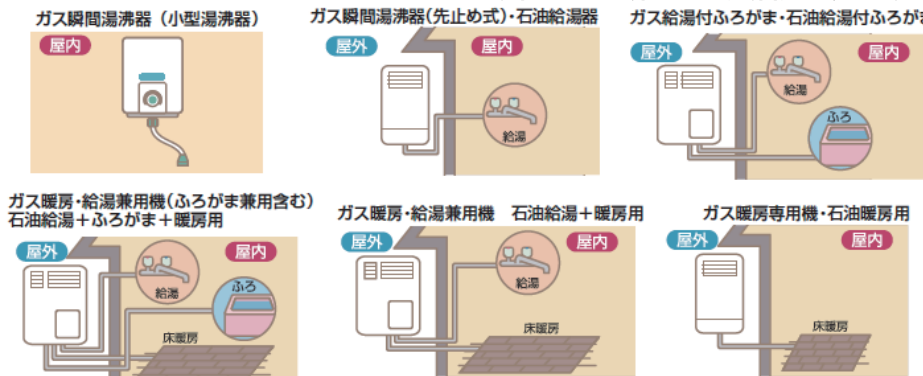 ガス瞬間湯沸器（小型湯沸器）
屋内
ガス瞬間湯沸器(先止め式)・石油給湯器
屋外
屋内
給湯
ガス給湯付ふろがま・石油給湯付ふろがま
屋外
屋内
給湯
ふろ
ガス暖房・給湯兼用機(ふろがま兼用含む)
石油給湯＋ふろがま＋暖房用
屋外
屋内
給湯
ふろ
床暖房
ガス暖房・給湯兼用機　石油給湯＋暖房用
屋外
屋内
給湯
床暖房
ガス暖房専用機・石油暖房用
屋外
屋内
床暖房